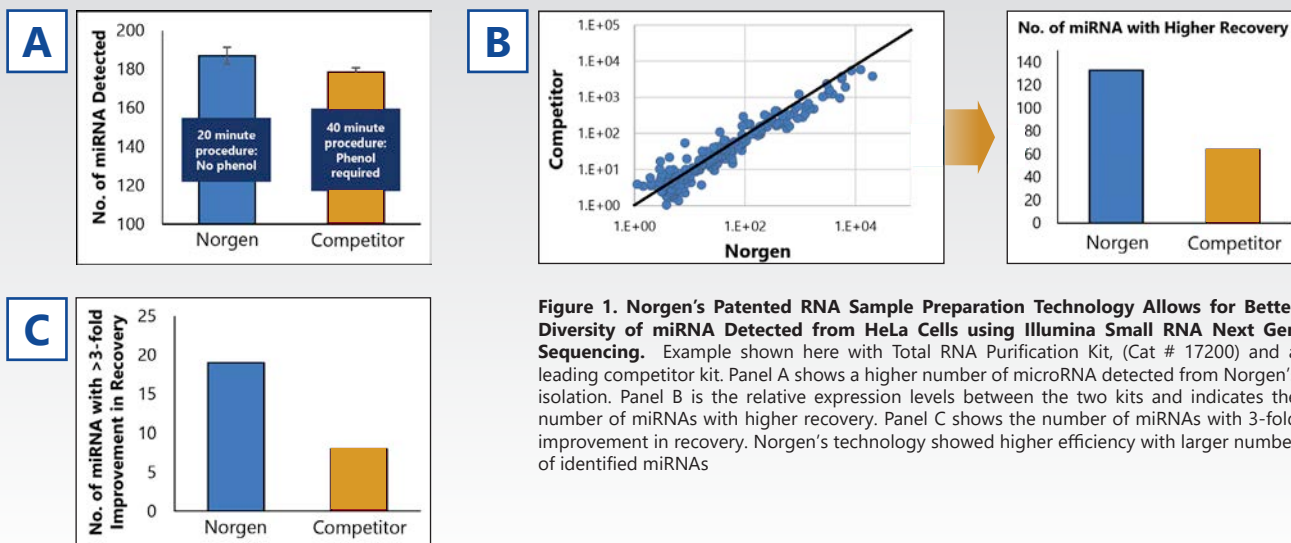 A
No. of miRNA Detected
200
180
160
140
120
100
20 minute
procedure:
No phenol
40 minute
procedure:
Phenol
required
Norgen
Competitor
B
Competitor
1.E+05
1.E+04
1.E+03
1.E+02
1.E+01
1.E+00
1.E+00
1.E+02
1.E+04
Norgen
No. of miRNA with Higher Recovery
140
120
100
80
60
40
20
0
Norgen
Competitor
C
No. of miRNA with >3-fold
Improvement in Recovery
25
20
15
10
5
0
Norgen
Competitor
Figure 1. Norgen's Patented RNA Sample Preparation Technology Allows for Bette
Diversity of miRNA Detected from HeLa Cells using Illumina Small RNA Next Gen
Sequencing. Example shown here with Total RNA Purification Kit, (Cat # 17200) and a
leading competitor kit. Panel A shows a higher number of microRNA detected from Norgen'
isolation. Panel B is the relative expression levels between the two kits and indicates the
number of miRNAs with higher recovery. Panel C shows the number of miRNAs with 3-fold
improvement in recovery. Norgen's technology showed higher efficiency with larger number
of identified miRNAs